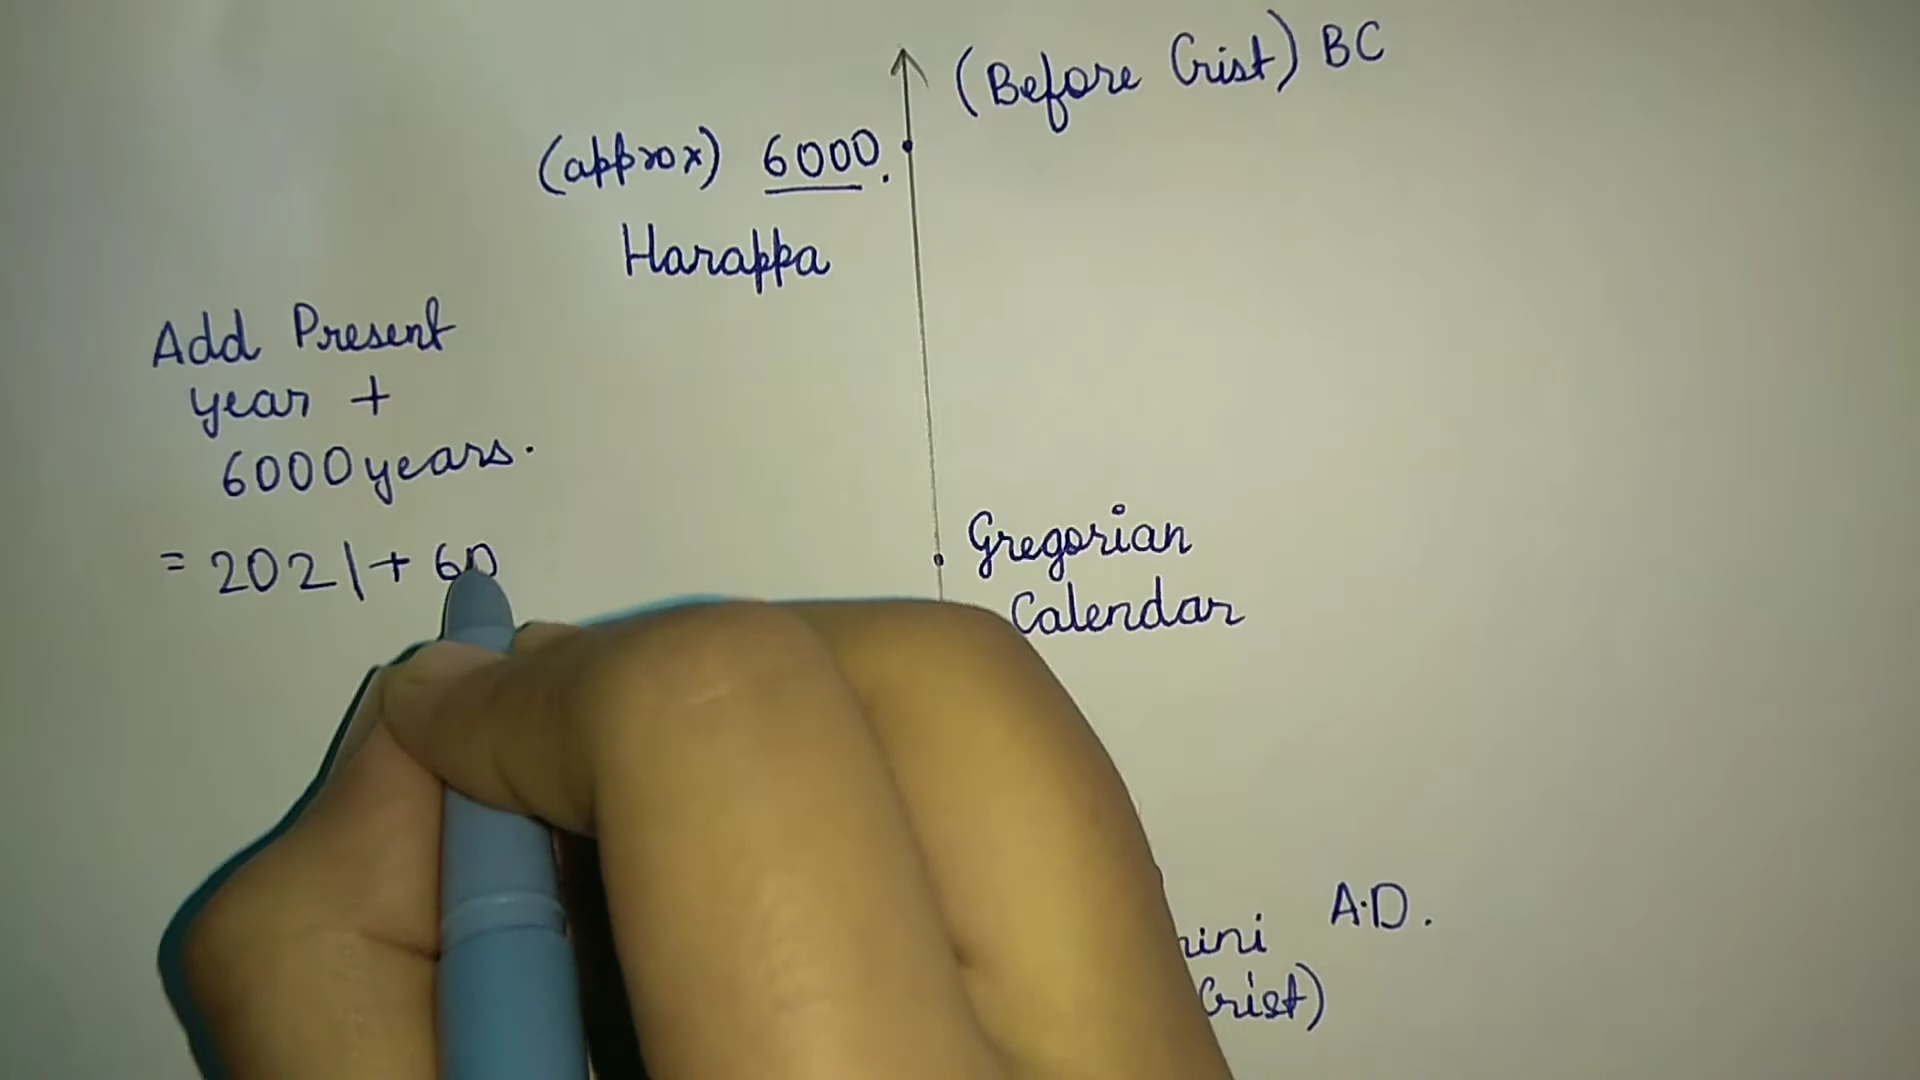 (Before Crist) BC
(approx) 6000.
Harappa
Add Present
year +
6000 years.
= 2021 + 60
Gregorian
Calendar
A.D.
Crist)